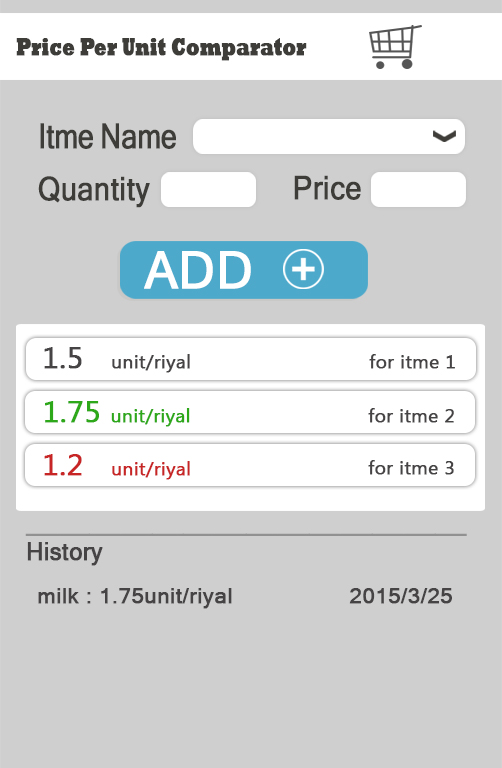 Price Per Unit Comparator
Itme Name
Quantity Price
ADD
1.5 unit/riyal for itme 1
1.75 unit/riyal for itme 2
1.2 unit/riyal for itme 3
History
milk : 1.75unit/riyal 2015/3/25